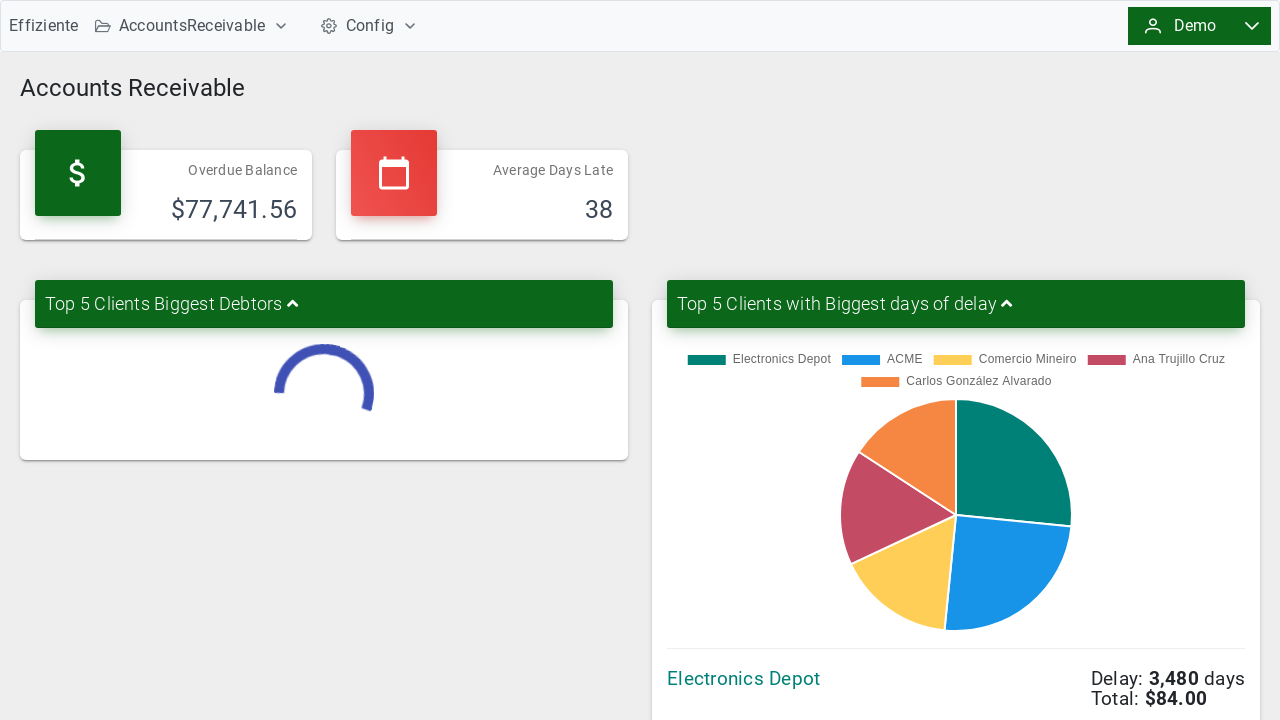 Effiziente AccountsReceivable Config Demo
Accounts Receivable
Overdue Balance
$77,741.56
Average Days Late
38
Top 5 Clients Biggest Debtors
Top 5 Clients with Biggest days of delay
Electronics Depot ACME Comercio Mineiro Ana Trujillo Cruz
Carlos González Alvarado
Electronics Depot
Delay: 3,480 days
Total: $84.00